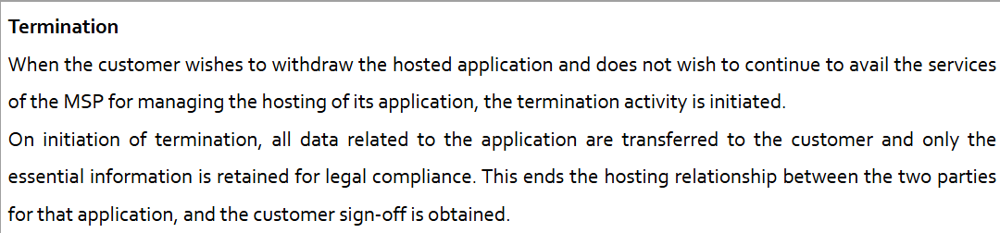 Termination
When the customer wishes to withdraw the hosted application and does not wish to continue to avail the services
of the MSP for managing the hosting of its application, the termination activity is initiated.
On initiation of termination, all data related to the application are transferred to the customer and only the
essential information is retained for legal compliance. This ends the hosting relationship between the two parties
for that application, and the customer sign-off is obtained.